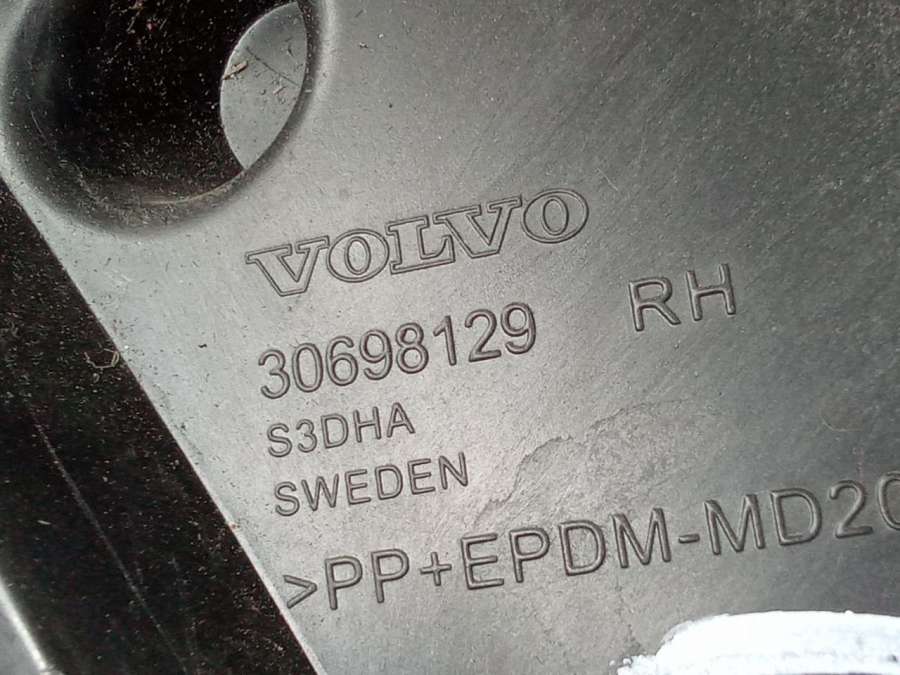 VOLVO
30698129 RH
S3DHA
SWEDEN
>PP+EPDM-MD20